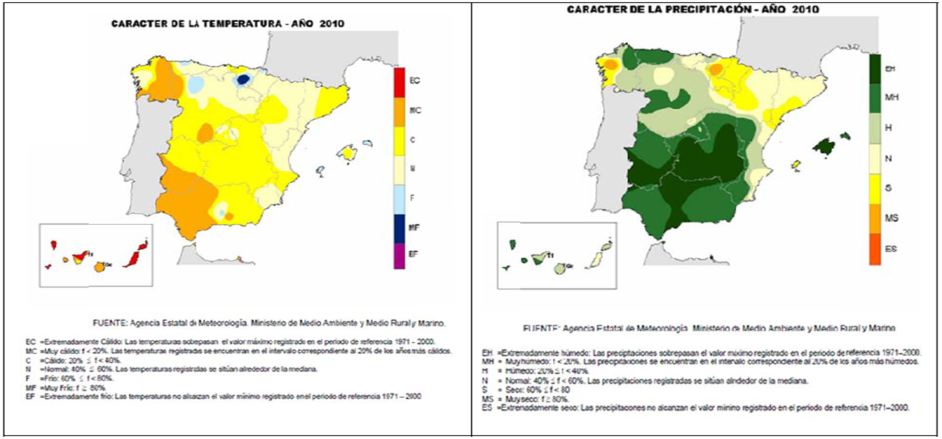 CARACTER DE LA TEMPERATURA - AÑO 2010
EC
MC
C
N
F
MF
EF
FUENTE: Agencia Estatal de Meteorología. Ministerio de Medio Ambiente y Medio Rural y Marino.
EC =Extremadamente Cálido: Las temperaturas sobrepasan el valor máximo registrado en el periodo de referencia 1971 - 2000.
MC =Muy cálido: f < 20%. Las temperaturas registradas se encuentran en el intervalo correspondiente al 20% de los años más cálidos.
C =Cálido: 20% ≤ f < 40%.
N =Normal: 40% ≤ f < 60%. Las temperaturas registradas se sitúan alrededor de la mediana.
F =Frío: 60% ≤ f < 80%.
MF =Muy Frío: f ≥ 80%.
EF =Extremadamente frío: Las temperaturas no alcanzan el valor mínimo registrado en el periodo de referencia 1971 – 2000
CARACTER DE LA PRECIPITACIÓN - AÑO 2010
EH
MH
H
N
S
MS
ES
FUENTE: Agencia Estatal de Meteorología. Ministerio de Medio Ambiente y Medio Rural y Marino
EH =Extremadamente húmedo: Las precipitaciones sobrepasan el valor máximo registrado en el periodo de referencia 1971–2000.
MH = Muy húmedo: f < 20%. Las precipitaciones se encuentran en el intervalo correspondiente al 20% de los años más húmedos.
H = Húmedo: 20% ≤ f < 40%.
N = Normal: 40% ≤ f < 60%. Las precipitaciones registradas se sitúan alrededor de la mediana.
S = Seco: 60% ≤ f < 80
MS = Muy seco: f ≥ 80%.
ES =Extremadamente seco: Las precipitaciones no alcanzan el valor mínimo registrado en el periodo de referencia 1971–2000.